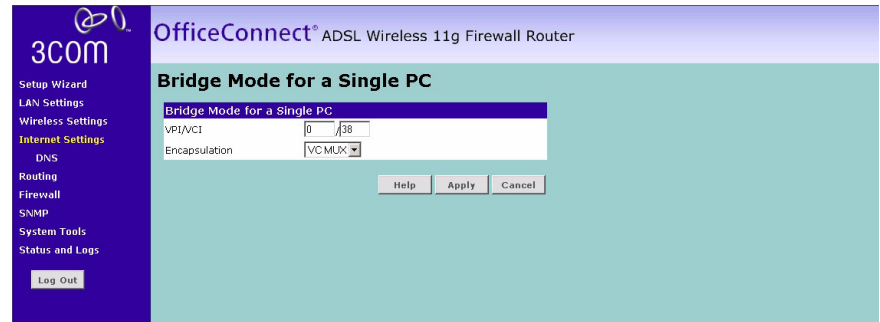 3COM
OfficeConnect® ADSL Wireless 11g Firewall Router
Setup Wizard
LAN Settings
Wireless Settings
Internet Settings
DNS
Routing
Firewall
SNMP
System Tools
Status and Logs
Log Out
Bridge Mode for a Single PC
Bridge Mode for a Single PC
VPI/VCI 0 / 38
Encapsulation VC MUX
Help Apply Cancel